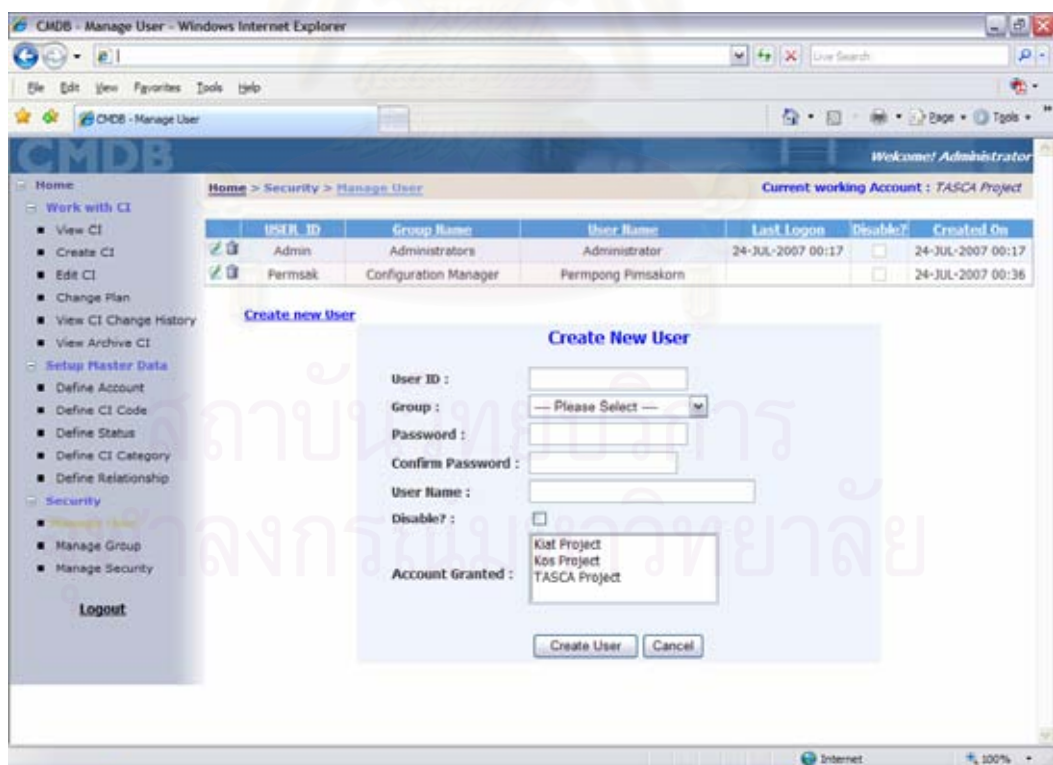 CMDB - Manage User - Windows Internet Explorer
Live Search
File Edit View Favorites Tools Help
CMDB - Manage User
Page Tools
CMDB
Welcome! Administrator
Home > Security > Manage User
Current working Account : TASCA Project
Home
Work with CI
View CI
Create CI
Edit CI
Change Plan
View CI Change History
View Archive CI
Setup Master Data
Define Account
Define CI Code
Define Status
Define CI Category
Define Relationship
Security
Manage User
Manage Group
Manage Security
Logout
USER_ID Group Name User Name Last Logon Disable? Created On
Admin Administrators Administrator 24-JUL-2007 00:17 24-JUL-2007 00:17
Permsak Configuration Manager Permpong Pimsakorn 24-JUL-2007 00:36
Create new User
Create New User
User ID :
Group : --- Please Select ---
Password :
Confirm Password :
User Name :
Disable? :
Account Granted :
Kiat Project
Kos Project
TASCA Project
Create User Cancel
สถาบันวิทยบริการ
จุฬาลงกรณ์มหาวิทยาลัย
Internet 100%